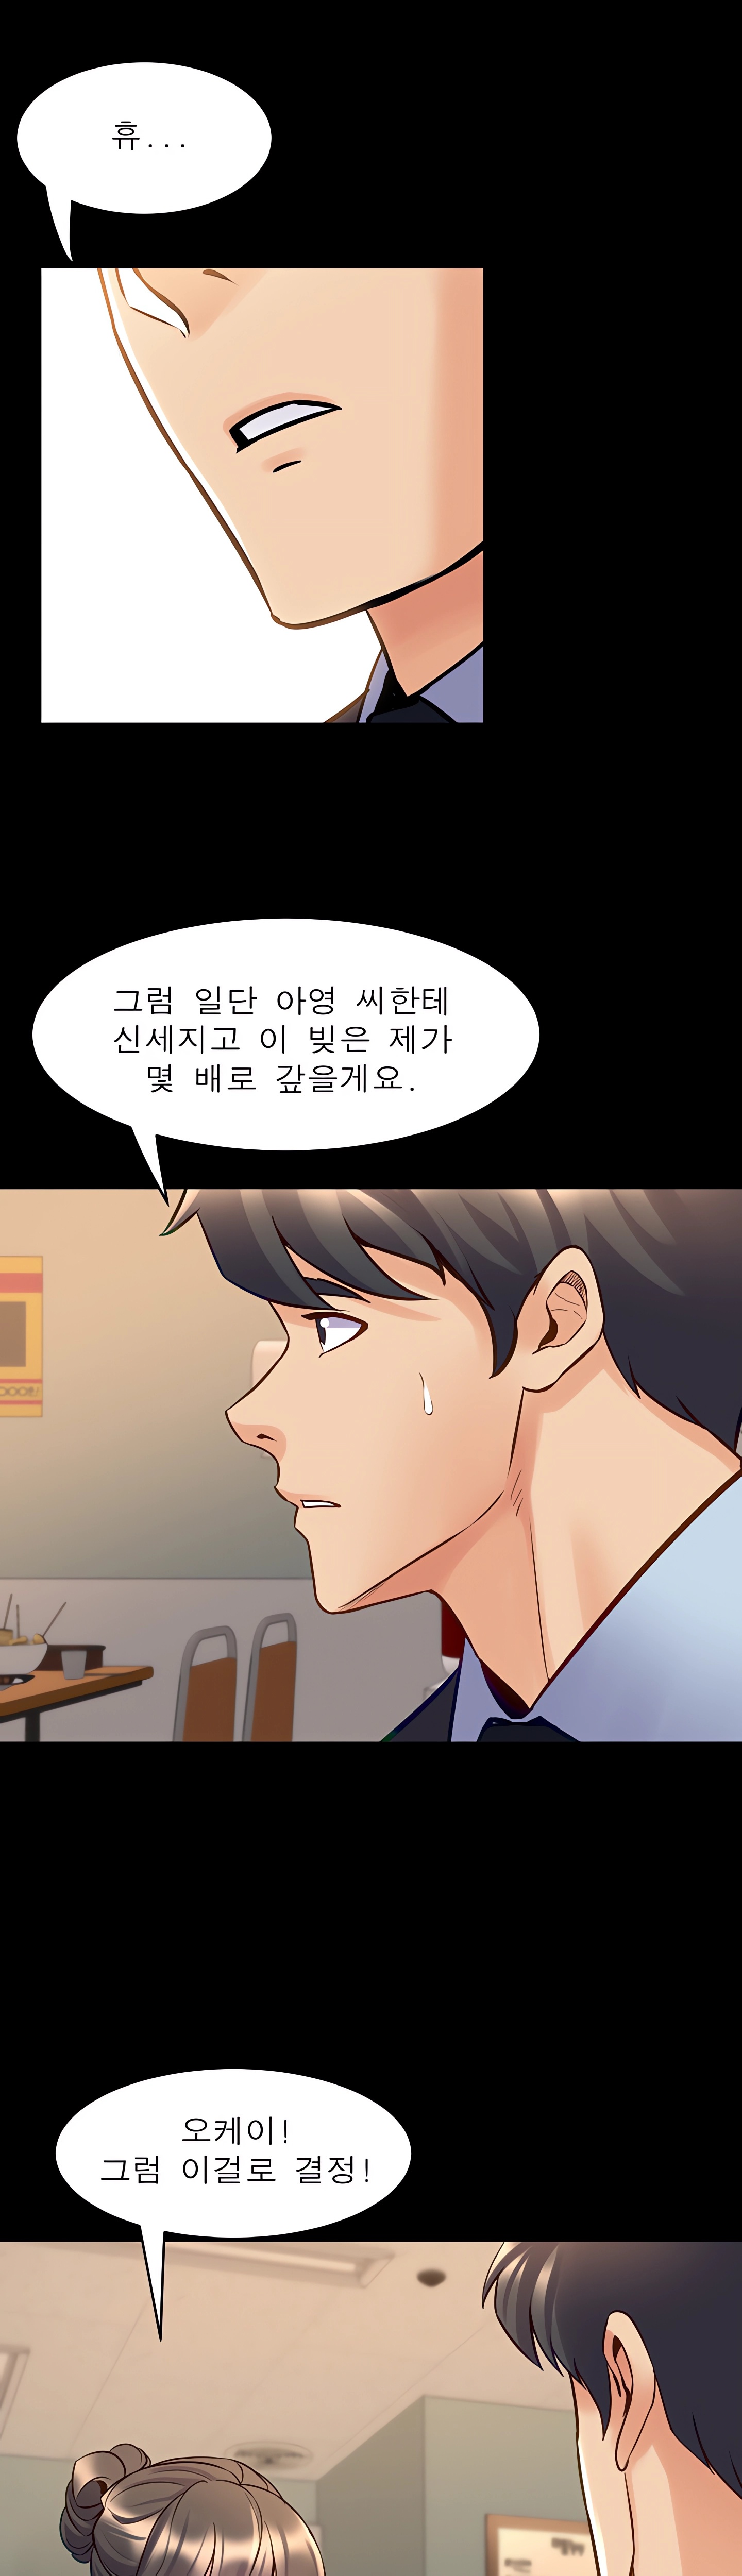 휴...
그럼 일단 아영 씨한테
신세지고 이 빚은 제가
몇 배로 갚을게요.
오케이!
그럼 이걸로 결정!